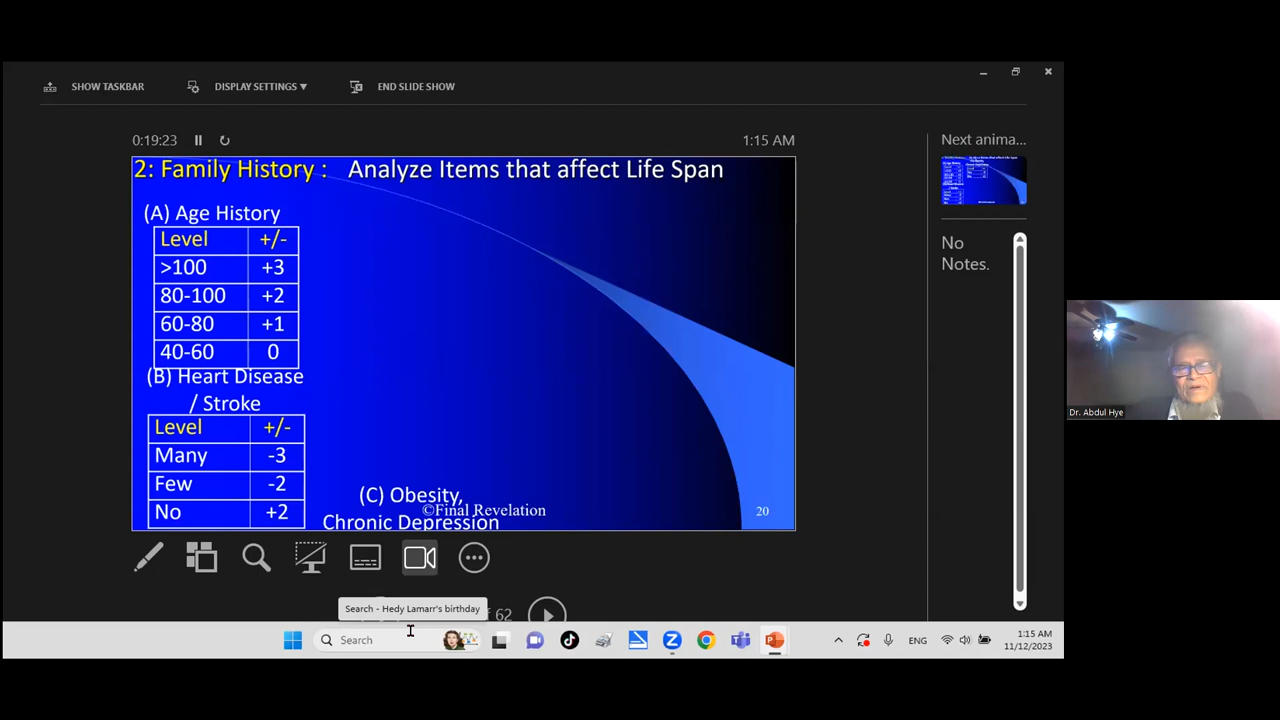 SHOW TASKBAR DISPLAY SETTINGS ▼ END SLIDE SHOW
0:19:23 1:15 AM
Next anima...
2: Family History : Analyze Items that affect Life Span
(A) Age History
Level +/-
>100 +3
80-100 +2
60-80 +1
40-60 0
(B) Heart Disease
/ Stroke
Level +/-
Many -3
Few -2
No +2
(C) Obesity,
Chronic Depression
©Final Revelation
20
No
Notes.
Dr. Abdul Hye
Search - Hedy Lamarr's birthday
62
Search
ENG
1:15 AM
11/12/2023